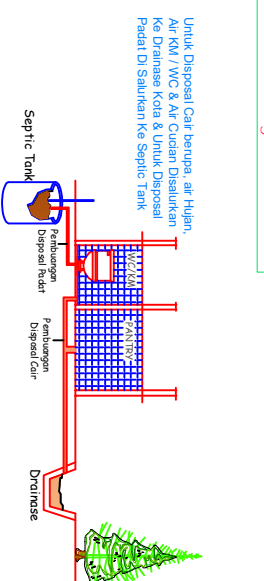 Untuk Disposal Cair berupa, air Hujan,
Air KM / WC & Air Cucian Disalurkan
Ke Drainase Kota & Untuk Disposal
Padat Di Salurkan Ke Septic Tank
WC/KM
PANTRY
Septic Tank
Pembuangan
Disposal Padat
Pembuangan
Disposal Cair
Drainase